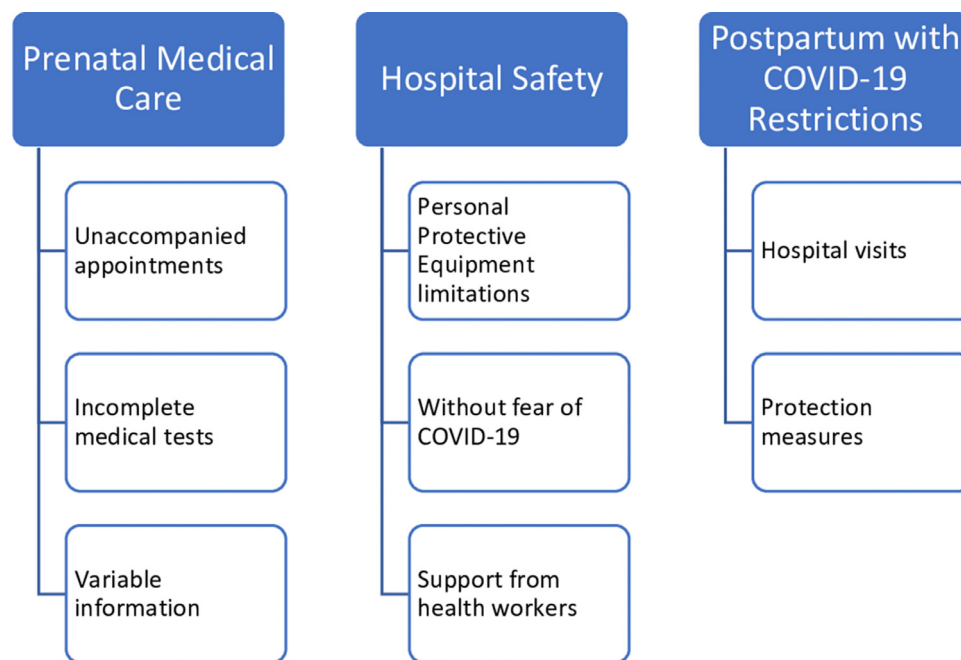 Prenatal Medical
Care
Unaccompanied
appointments
Incomplete
medical tests
Variable
information
Hospital Safety
Personal
Protective
Equipment
limitations
Without fear of
COVID-19
Support from
health workers
Postpartum with
COVID-19
Restrictions
Hospital visits
Protection
measures